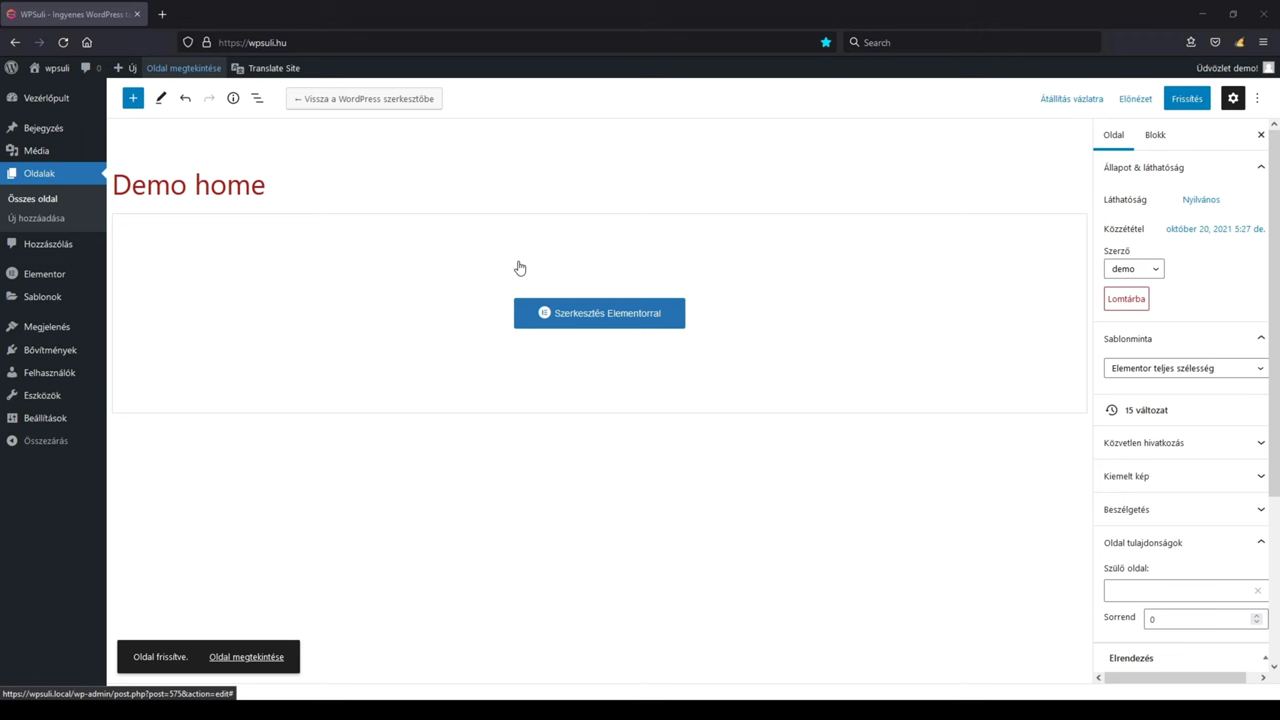 WPSuli - Ingyenes WordPress t
https://wpsuli.hu
Search
wpsuli
0
Új
Oldal megtekintése
Translate Site
Üdvözlet demo!
Vezérlőpult
Bejegyzés
Média
Oldalak
Összes oldal
Új hozzáadása
Hozzászólás
Elementor
Sablonok
Megjelenés
Bővítmények
Felhasználók
Eszközök
Beállítások
Összezárás
← Vissza a WordPress szerkesztőbe
Átállítás vázlatra
Előnézet
Frissítés
Demo home
Szerkesztés Elementorral
Oldal
Blokk
Állapot & láthatóság
Láthatóság
Nyilvános
Közzététel
október 20, 2021 5:27 de.
Szerző
demo
Lomtárba
Sablonminta
Elementor teljes szélesség
15 változat
Közvetlen hivatkozás
Kiemelt kép
Beszélgetés
Oldal tulajdonságok
Szülő oldal:
Sorrend
0
Elrendezés
Oldal frissítve.
Oldal megtekintése
https://wpsuli.local/wp-admin/post.php?post=575&action=edit#